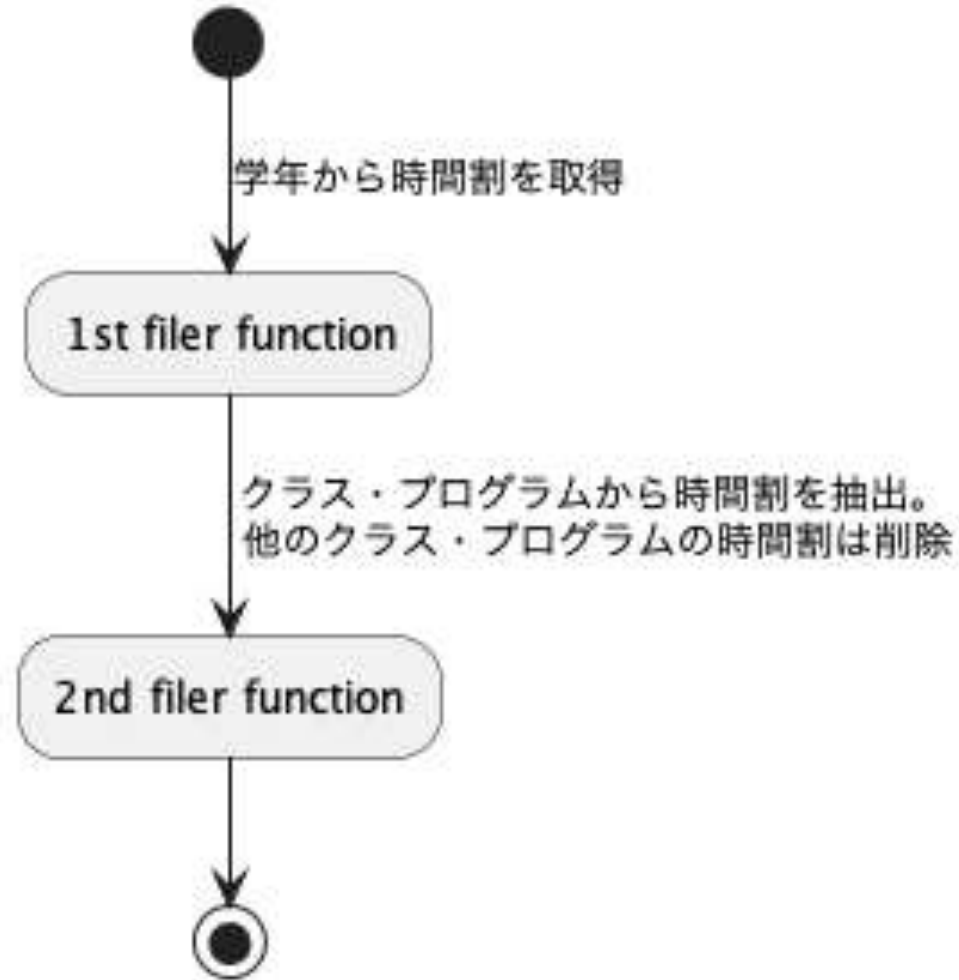 学年から時間割を取得
1st filer function
クラス・プログラムから時間割を抽出。
他のクラス・プログラムの時間割は削除
2nd filer function